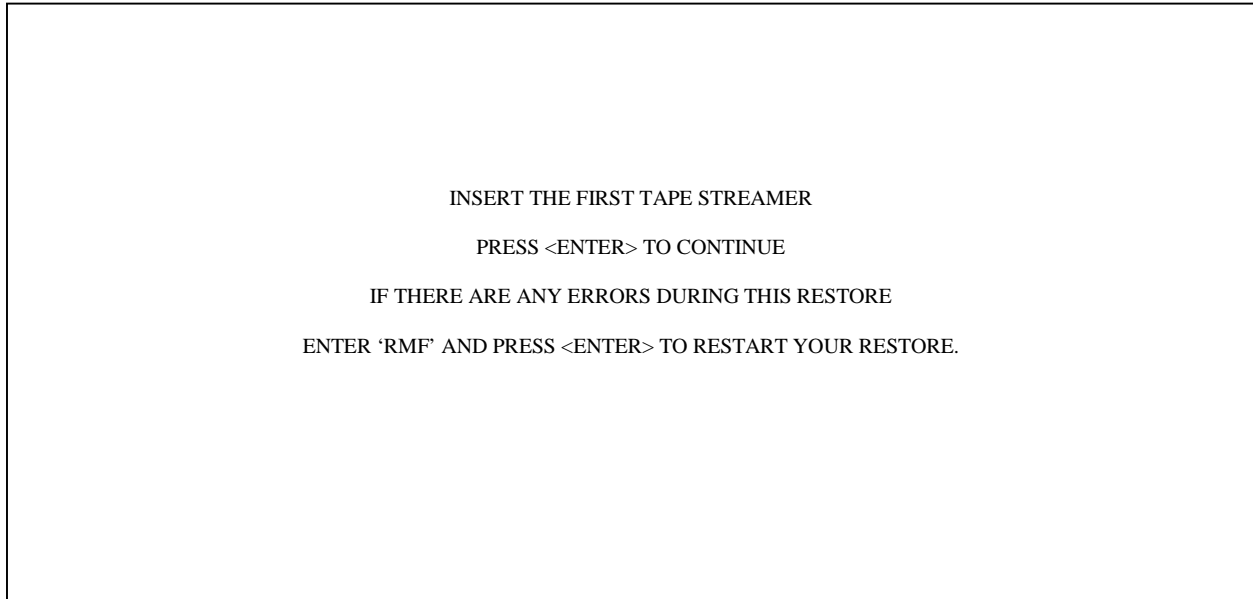 INSERT THE FIRST TAPE STREAMER
PRESS <ENTER> TO CONTINUE
IF THERE ARE ANY ERRORS DURING THIS RESTORE
ENTER ‘RMF’ AND PRESS <ENTER> TO RESTART YOUR RESTORE.